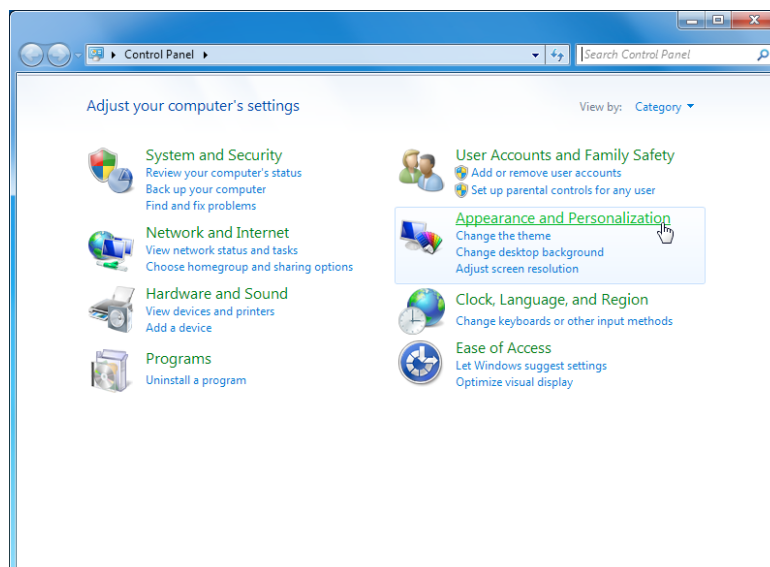 Control Panel
Search Control Panel
Adjust your computer's settings
View by: Category
System and Security
Review your computer's status
Back up your computer
Find and fix problems
Network and Internet
View network status and tasks
Choose homegroup and sharing options
Hardware and Sound
View devices and printers
Add a device
Programs
Uninstall a program
User Accounts and Family Safety
Add or remove user accounts
Set up parental controls for any user
Appearance and Personalization
Change the theme
Change desktop background
Adjust screen resolution
Clock, Language, and Region
Change keyboards or other input methods
Ease of Access
Let Windows suggest settings
Optimize visual display